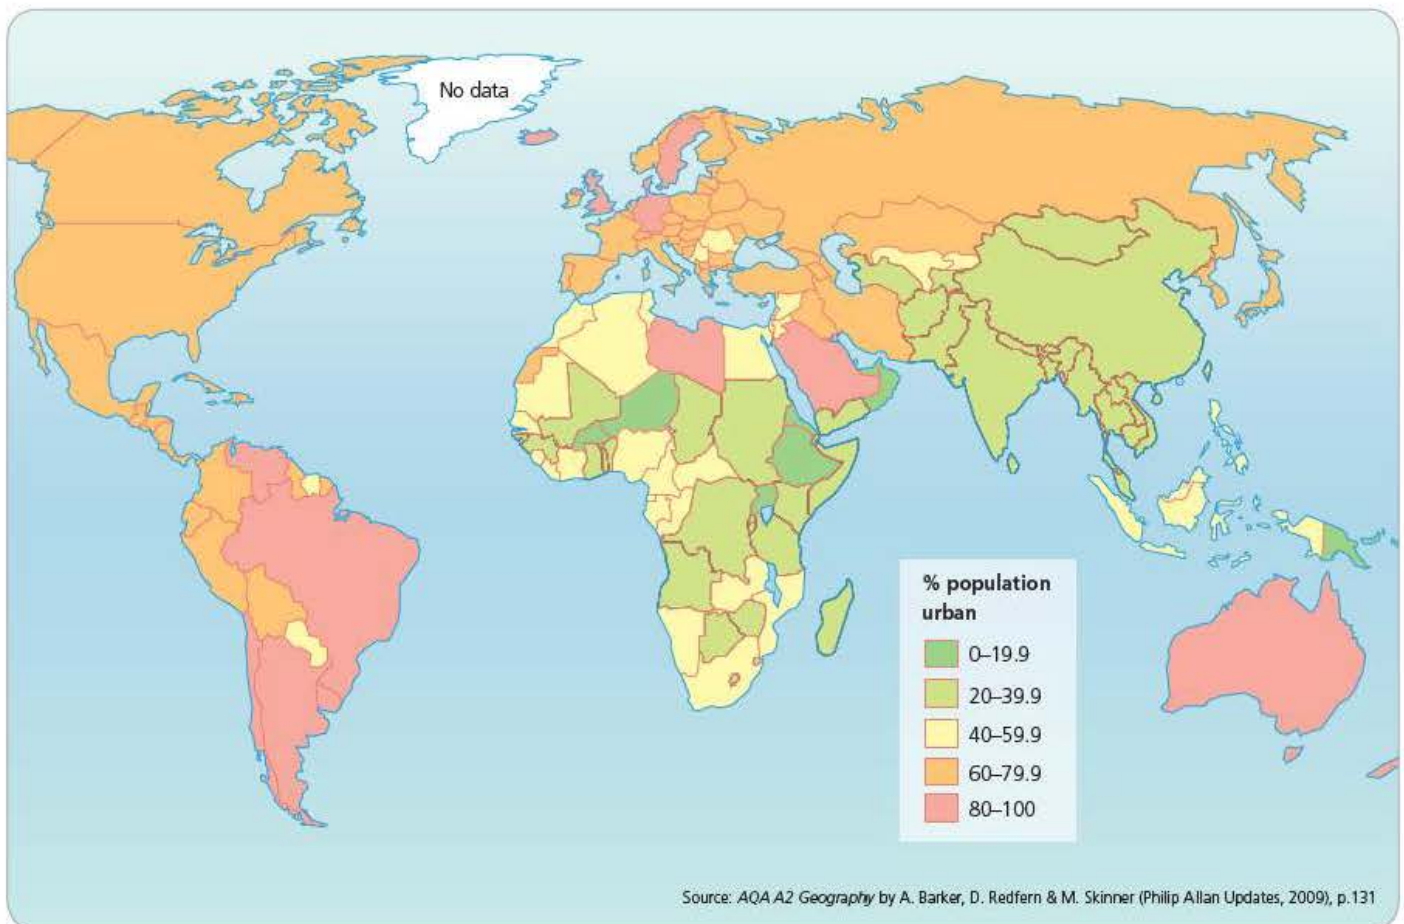 No data
% population
urban
0–19.9
20–39.9
40–59.9
60–79.9
80–100
Source: AQA A2 Geography by A. Barker, D. Redfern & M. Skinner (Philip Allan Updates, 2009), p.131